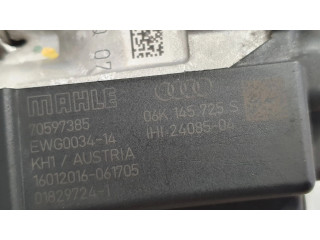 MAHLE
70597385
EWG0034-14
KH1 / AUSTRIA
16012016-061705
01829724-1
06K 145 725 S
IHI 24085-04